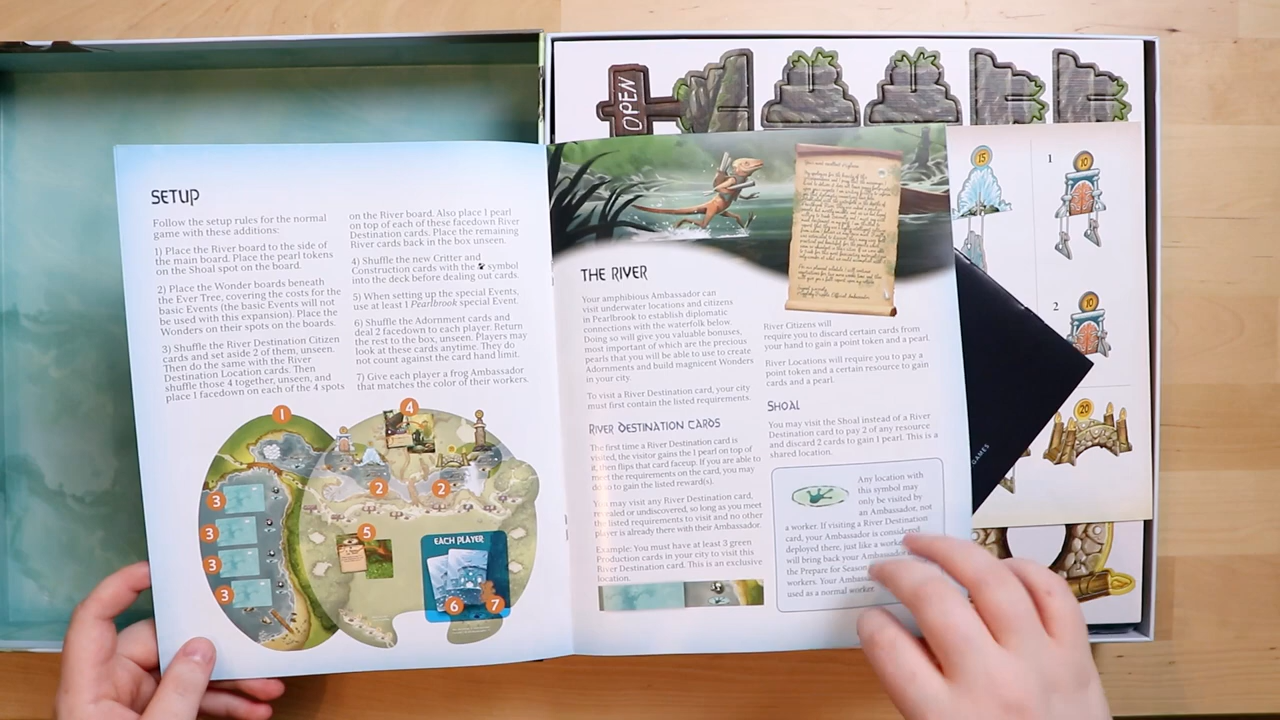 SETUP
Follow the setup rules for the normal
game with these additions:
1) Place the River board to the side of
the main board. Place the pearl tokens
on the Shoal spot on the board.
2) Place the Wonder boards beneath
the Ever Tree, covering the costs for the
basic Events (the basic Events will not
be used with this expansion). Place the
Wonders on their spots on the boards.
3) Shuffle the River Destination Citizen
cards and set aside 2 of them, unseen.
Then do the same with the River
Destination Location cards. Then
shuffle those 4 together, unseen, and
place 1 facedown on each of the 4 spots
on the River board. Also place 1 pearl
on top of each of these facedown River
Destination cards. Place the remaining
River cards back in the box unseen.
4) Shuffle the new Critter and
Construction cards with the symbol
into the deck before dealing out cards.
5) When setting up the special Events,
use at least 1 Pearlbrook special Event.
6) Shuffle the Adornment cards and
deal 2 facedown to each player. Return
the rest to the box, unseen. Players may
look at these cards anytime. They do
not count against the card hand limit.
7) Give each player a frog Ambassador
that matches the color of their workers.
1
4
3
2
2
3
5
EACH PLAYER
3
3
6
7
THE RIVER
Your amphibious Ambassador can
visit underwater locations and citizens
in Pearlbrook to establish diplomatic
connections with the waterfolk below.
Doing so will give you valuable bonuses,
most important of which are the precious
pearls that you will be able to use to create
Adornments and build magnificent Wonders
in your city.
To visit a River Destination card, your city
must first contain the listed requirements.
RIVER DESTINATION CARDS
The first time a River Destination card is
visited, the visitor gains the 1 pearl on top of
it, then flips that card faceup. If you are able to
meet the requirements on the card, you may
do so to gain the listed reward(s).
You may visit any River Destination card,
revealed or undiscovered, so long as you meet
the listed requirements to visit and no other
player is already there with their Ambassador.
Example: You must have at least 3 green
Production cards in your city to visit this
River Destination card. This is an exclusive
location.
River Citizens will
require you to discard certain cards from
your hand to gain a point token and a pearl.
River Locations will require you to pay a
point token and a certain resource to gain
cards and a pearl.
SHOAL
You may visit the Shoal instead of a River
Destination card to pay 2 of any resource
and discard 2 cards to gain 1 pearl. This is a
shared location.
Any location with
this symbol may
only be visited by
an Ambassador, not
a worker. If visiting a River Destination
card, your Ambassador is considered
deployed there, just like a
will bring back your Ambassador
the Prepare for Season
workers. Your
used as a normal worker.
OPEN
15
1
10
2
10
20
GAMES